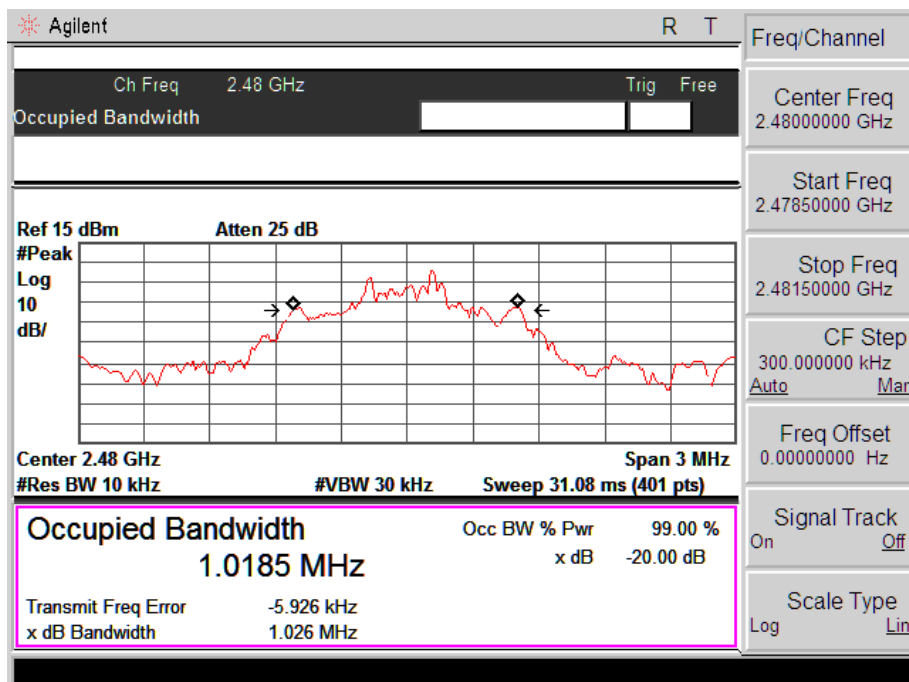 Agilent R T
Ch Freq 2.48 GHz Trig Free
Occupied Bandwidth
Ref 15 dBm Atten 25 dB
#Peak
Log
10
dB/
Center 2.48 GHz Span 3 MHz
#Res BW 10 kHz #VBW 30 kHz Sweep 31.08 ms (401 pts)
Occupied Bandwidth Occ BW % Pwr 99.00 %
1.0185 MHz x dB -20.00 dB
Transmit Freq Error -5.926 kHz
x dB Bandwidth 1.026 MHz
Freq/Channel
Center Freq
2.48000000 GHz
Start Freq
2.47850000 GHz
Stop Freq
2.48150000 GHz
CF Step
300.000000 kHz
Auto Mar
Freq Offset
0.00000000 Hz
Signal Track
On Off
Scale Type
Log Lin